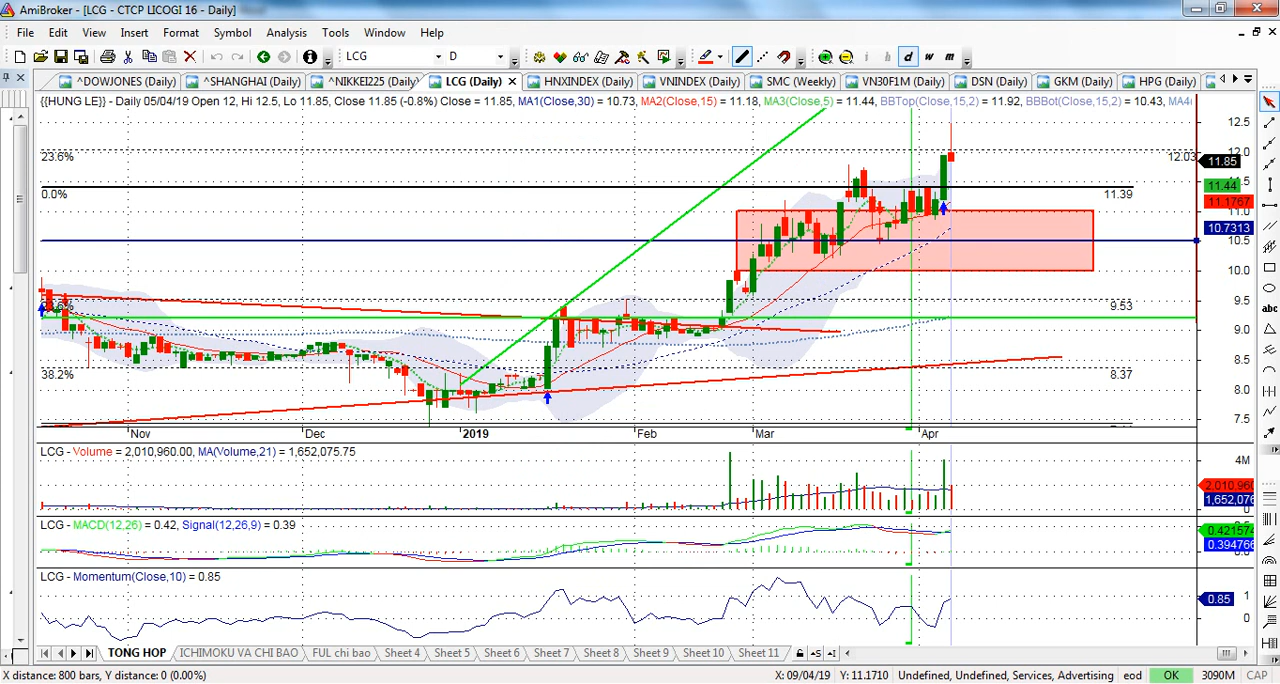 AmiBroker - [LCG - CTCP LICOGI 16 - Daily]
File Edit View Insert Format Symbol Analysis Tools Window Help
LCG D i h d w m
^DOWJONES (Daily) ^SHANGHAI (Daily) ^NIKKEI225 (Daily) LCG (Daily) HNXINDEX (Daily) VNINDEX (Daily) SMC (Weekly) VN30F1M (Daily) DSN (Daily) GKM (Daily) HPG (Daily)
{{HUNG LE}} - Daily 05/04/19 Open 12, Hi 12.5, Lo 11.85, Close 11.85 (-0.8%) Close = 11.85, MA1(Close,30) = 10.73, MA2(Close,15) = 11.18, MA3(Close,5) = 11.44, BBTop(Close,15,2) = 11.92, BBBot(Close,15,2) = 10.43, MA4(
12.5
23.6% 12.03 12.0
11.85
0.0% 11.39 11.5
11.44
11.1767
11.0
10.7313
10.5
10.0
9.53 9.5
9.0
8.5
38.2% 8.37
8.0
7.5
Nov Dec 2019 Feb Mar Apr
LCG - Volume = 2,010,960.00, MA(Volume,21) = 1,652,075.75
4M
2,010,960
1,652,076
LCG - MACD(12,26) = 0.42, Signal(12,26,9) = 0.39
0.421574
0.394766
LCG - Momentum(Close,10) = 0.85
1
0.85
0
TONG HOP ICHIMOKU VA CHI BAO FUL chi bao Sheet 4 Sheet 5 Sheet 6 Sheet 7 Sheet 8 Sheet 9 Sheet 10 Sheet 11
X distance: 800 bars, Y distance: 0 (0.00%) X: 09/04/19 Y: 11.1710 Undefined, Undefined, Services, Advertising eod OK 3090M CAP
abc